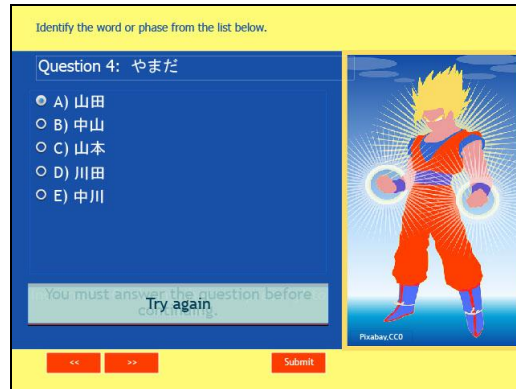 Identify the word or phase from the list below.
Question 4: やまだ
A) 山田
B) 中山
C) 山本
D) 川田
E) 中川
You must answer the question before continuing.
Try again
Pixabay,CC0
<< >> Submit